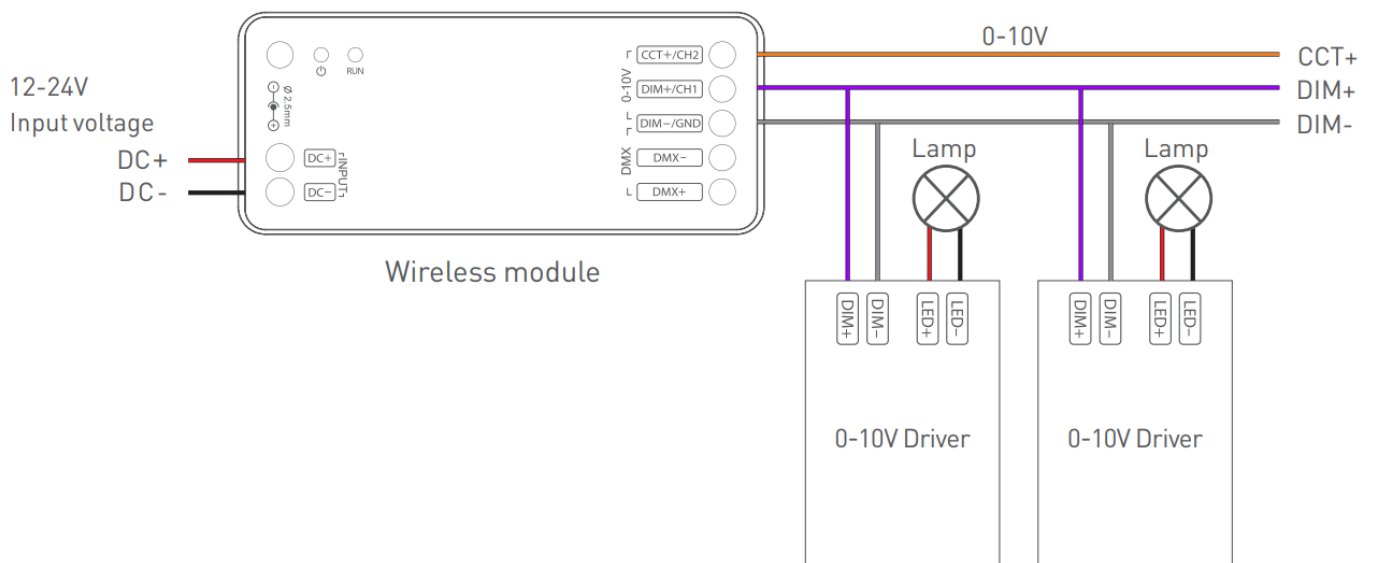 0-10V
CCT+
DIM+
DIM-
12-24V
Input voltage
DC+
DC-
RUN
Ø 2.5mm
DC+
DC−
INPUT
0-10V
CCT+/CH2
DIM+/CH1
DIM−/GND
DMX
DMX−
DMX+
Wireless module
Lamp
Lamp
DIM+
DIM−
LED+
LED−
DIM+
DIM−
LED+
LED−
0-10V Driver
0-10V Driver